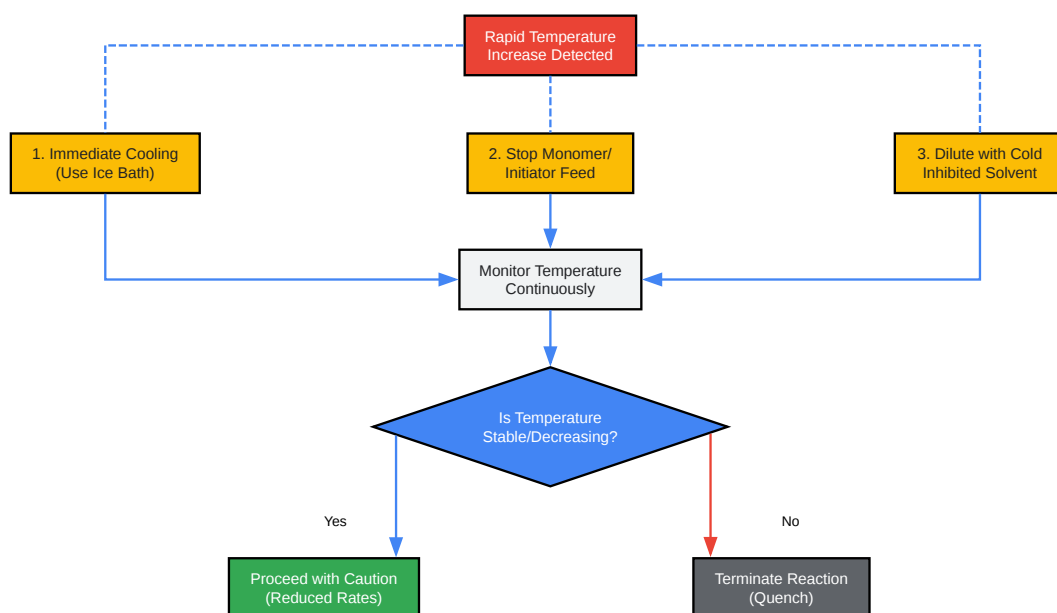 Rapid Temperature
Increase Detected
1. Immediate Cooling
(Use Ice Bath)
2. Stop Monomer/
Initiator Feed
3. Dilute with Cold
Inhibited Solvent
Monitor Temperature
Continuously
Is Temperature
Stable/Decreasing?
Yes
No
Proceed with Caution
(Reduced Rates)
Terminate Reaction
(Quench)